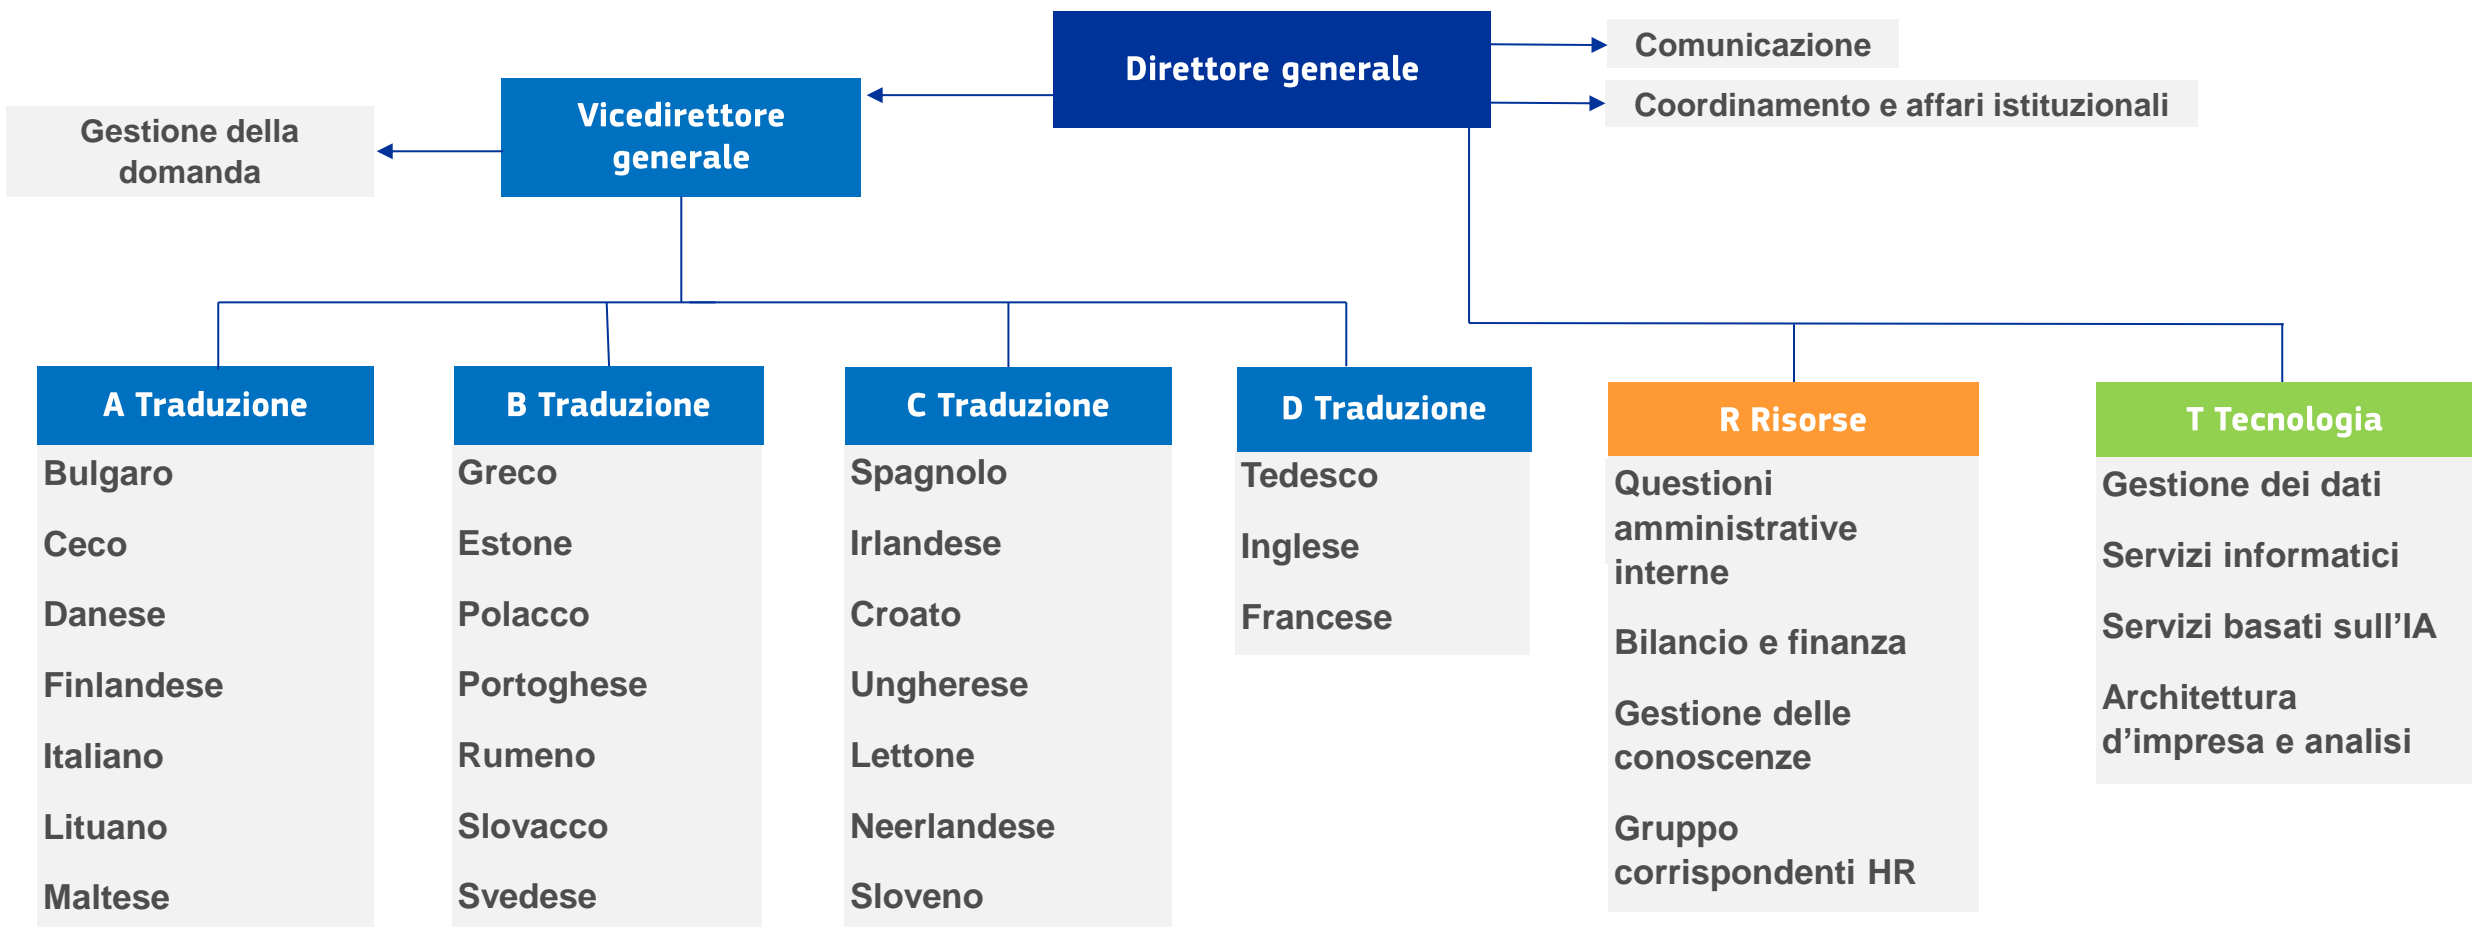 Direttore generale
Comunicazione
Coordinamento e affari istituzionali
Vicedirettore
generale
Gestione della
domanda
A Traduzione
Bulgaro
Ceco
Danese
Finlandese
Italiano
Lituano
Maltese
B Traduzione
Greco
Estone
Polacco
Portoghese
Rumeno
Slovacco
Svedese
C Traduzione
Spagnolo
Irlandese
Croato
Ungherese
Lettone
Neerlandese
Sloveno
D Traduzione
Tedesco
Inglese
Francese
R Risorse
Questioni
amministrative
interne
Bilancio e finanza
Gestione delle
conoscenze
Gruppo
corrispondenti HR
T Tecnologia
Gestione dei dati
Servizi informatici
Servizi basati sull’IA
Architettura
d’impresa e analisi